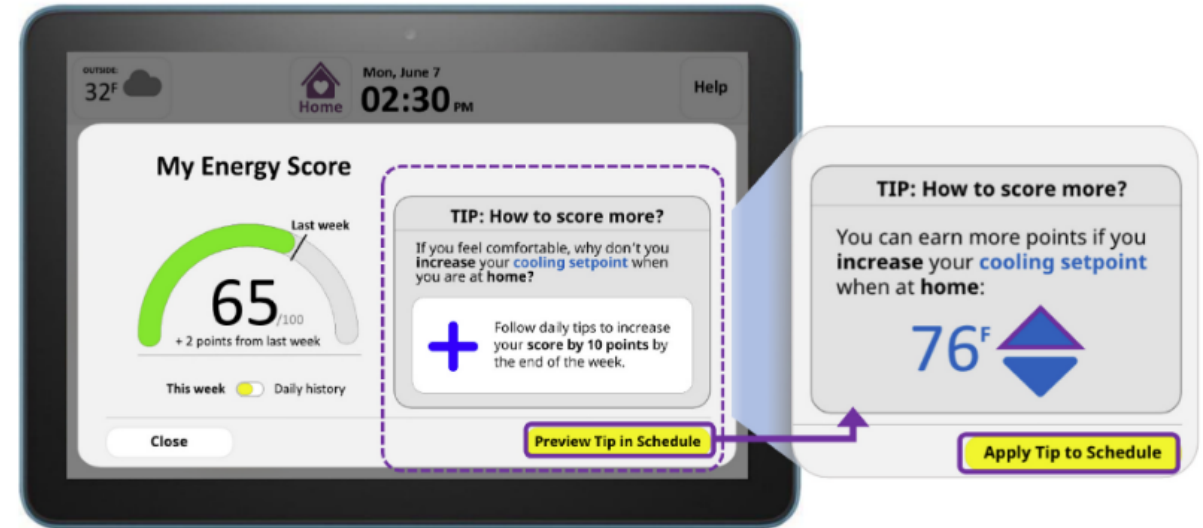 OUTSIDE:
32F
Home
Mon, June 7
02:30 PM
Help
My Energy Score
Last week
65/100
+ 2 points from last week
This week Daily history
Close
TIP: How to score more?
If you feel comfortable, why don't you
increase your cooling setpoint when
you are at home?
Follow daily tips to increase
your score by 10 points by
the end of the week.
Preview Tip in Schedule
TIP: How to score more?
You can earn more points if you
increase your cooling setpoint
when at home:
76F
Apply Tip to Schedule